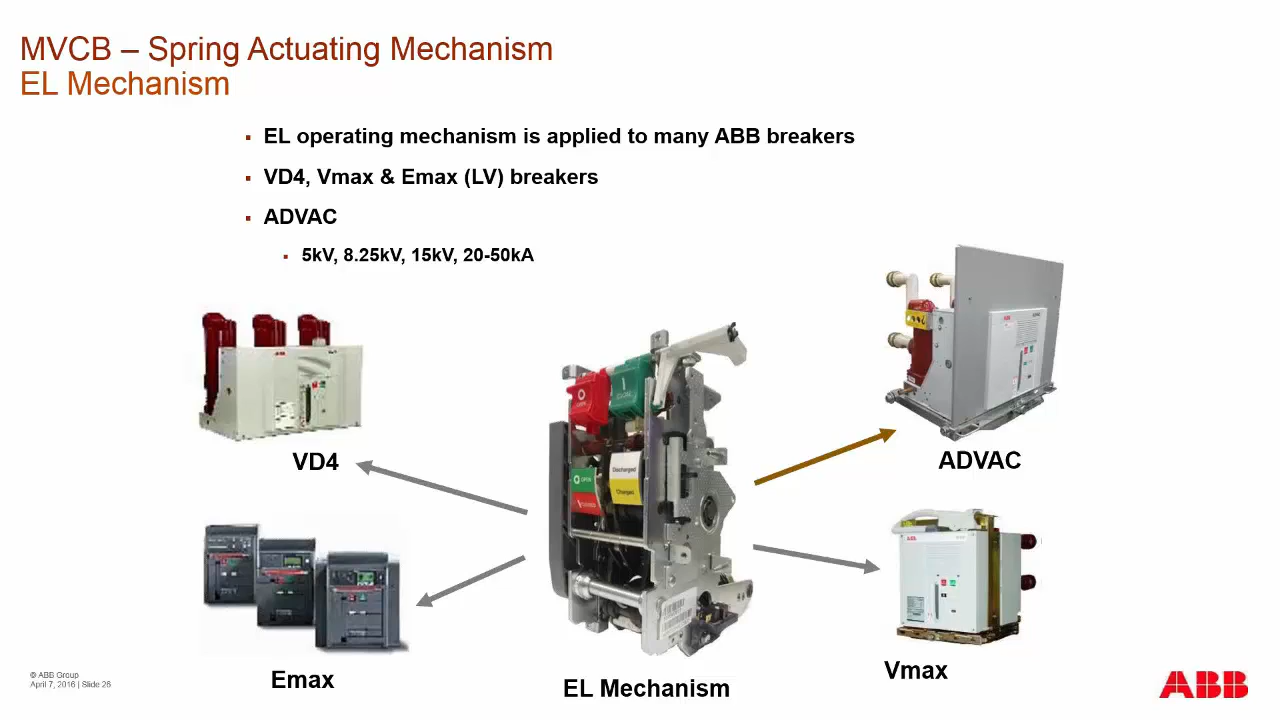 MVCB – Spring Actuating Mechanism
EL Mechanism
▪ EL operating mechanism is applied to many ABB breakers
▪ VD4, Vmax & Emax (LV) breakers
▪ ADVAC
▪ 5kV, 8.25kV, 15kV, 20-50kA
VD4
ADVAC
OPEN
Discharged
Charged
Emax
EL Mechanism
Vmax
© ABB Group
April 7, 2016 | Slide 26
ABB